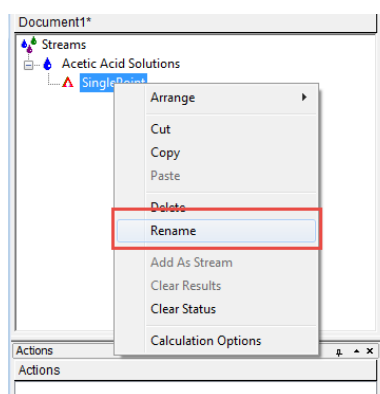 Document1*
Streams
Acetic Acid Solutions
SinglePoint
Arrange
Cut
Copy
Paste
Delete
Rename
Add As Stream
Clear Results
Clear Status
Calculation Options
Actions
Actions